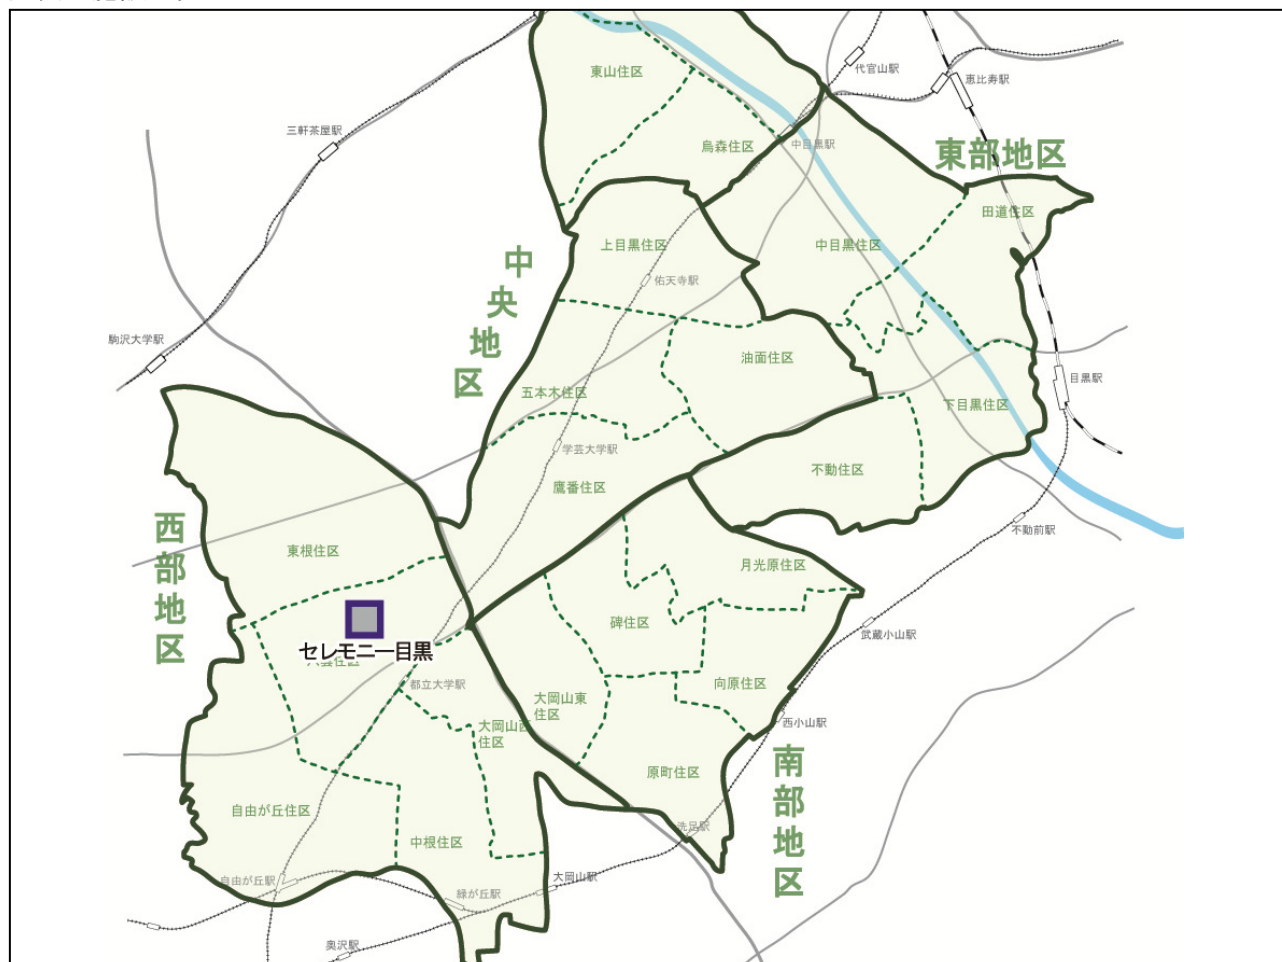 東山住区
代官山駅
恵比寿駅
三軒茶屋駅
烏森住区
中目黒駅
東部地区
田道住区
上目黒住区
中目黒住区
中央地区
佑天寺駅
駒沢大学駅
油面住区
目黒駅
五本木住区
下目黒住区
学芸大学駅
不動住区
鷹番住区
西部地区
不動前駅
東根住区
月光原住区
碑住区
武蔵小山駅
セレモニー目黒
都立大学駅
向原住区
大岡山東
住区
西小山駅
大岡山西
住区
南部地区
原町住区
自由が丘住区
洗足駅
中根住区
自由が丘駅
大岡山駅
緑が丘駅
奥沢駅